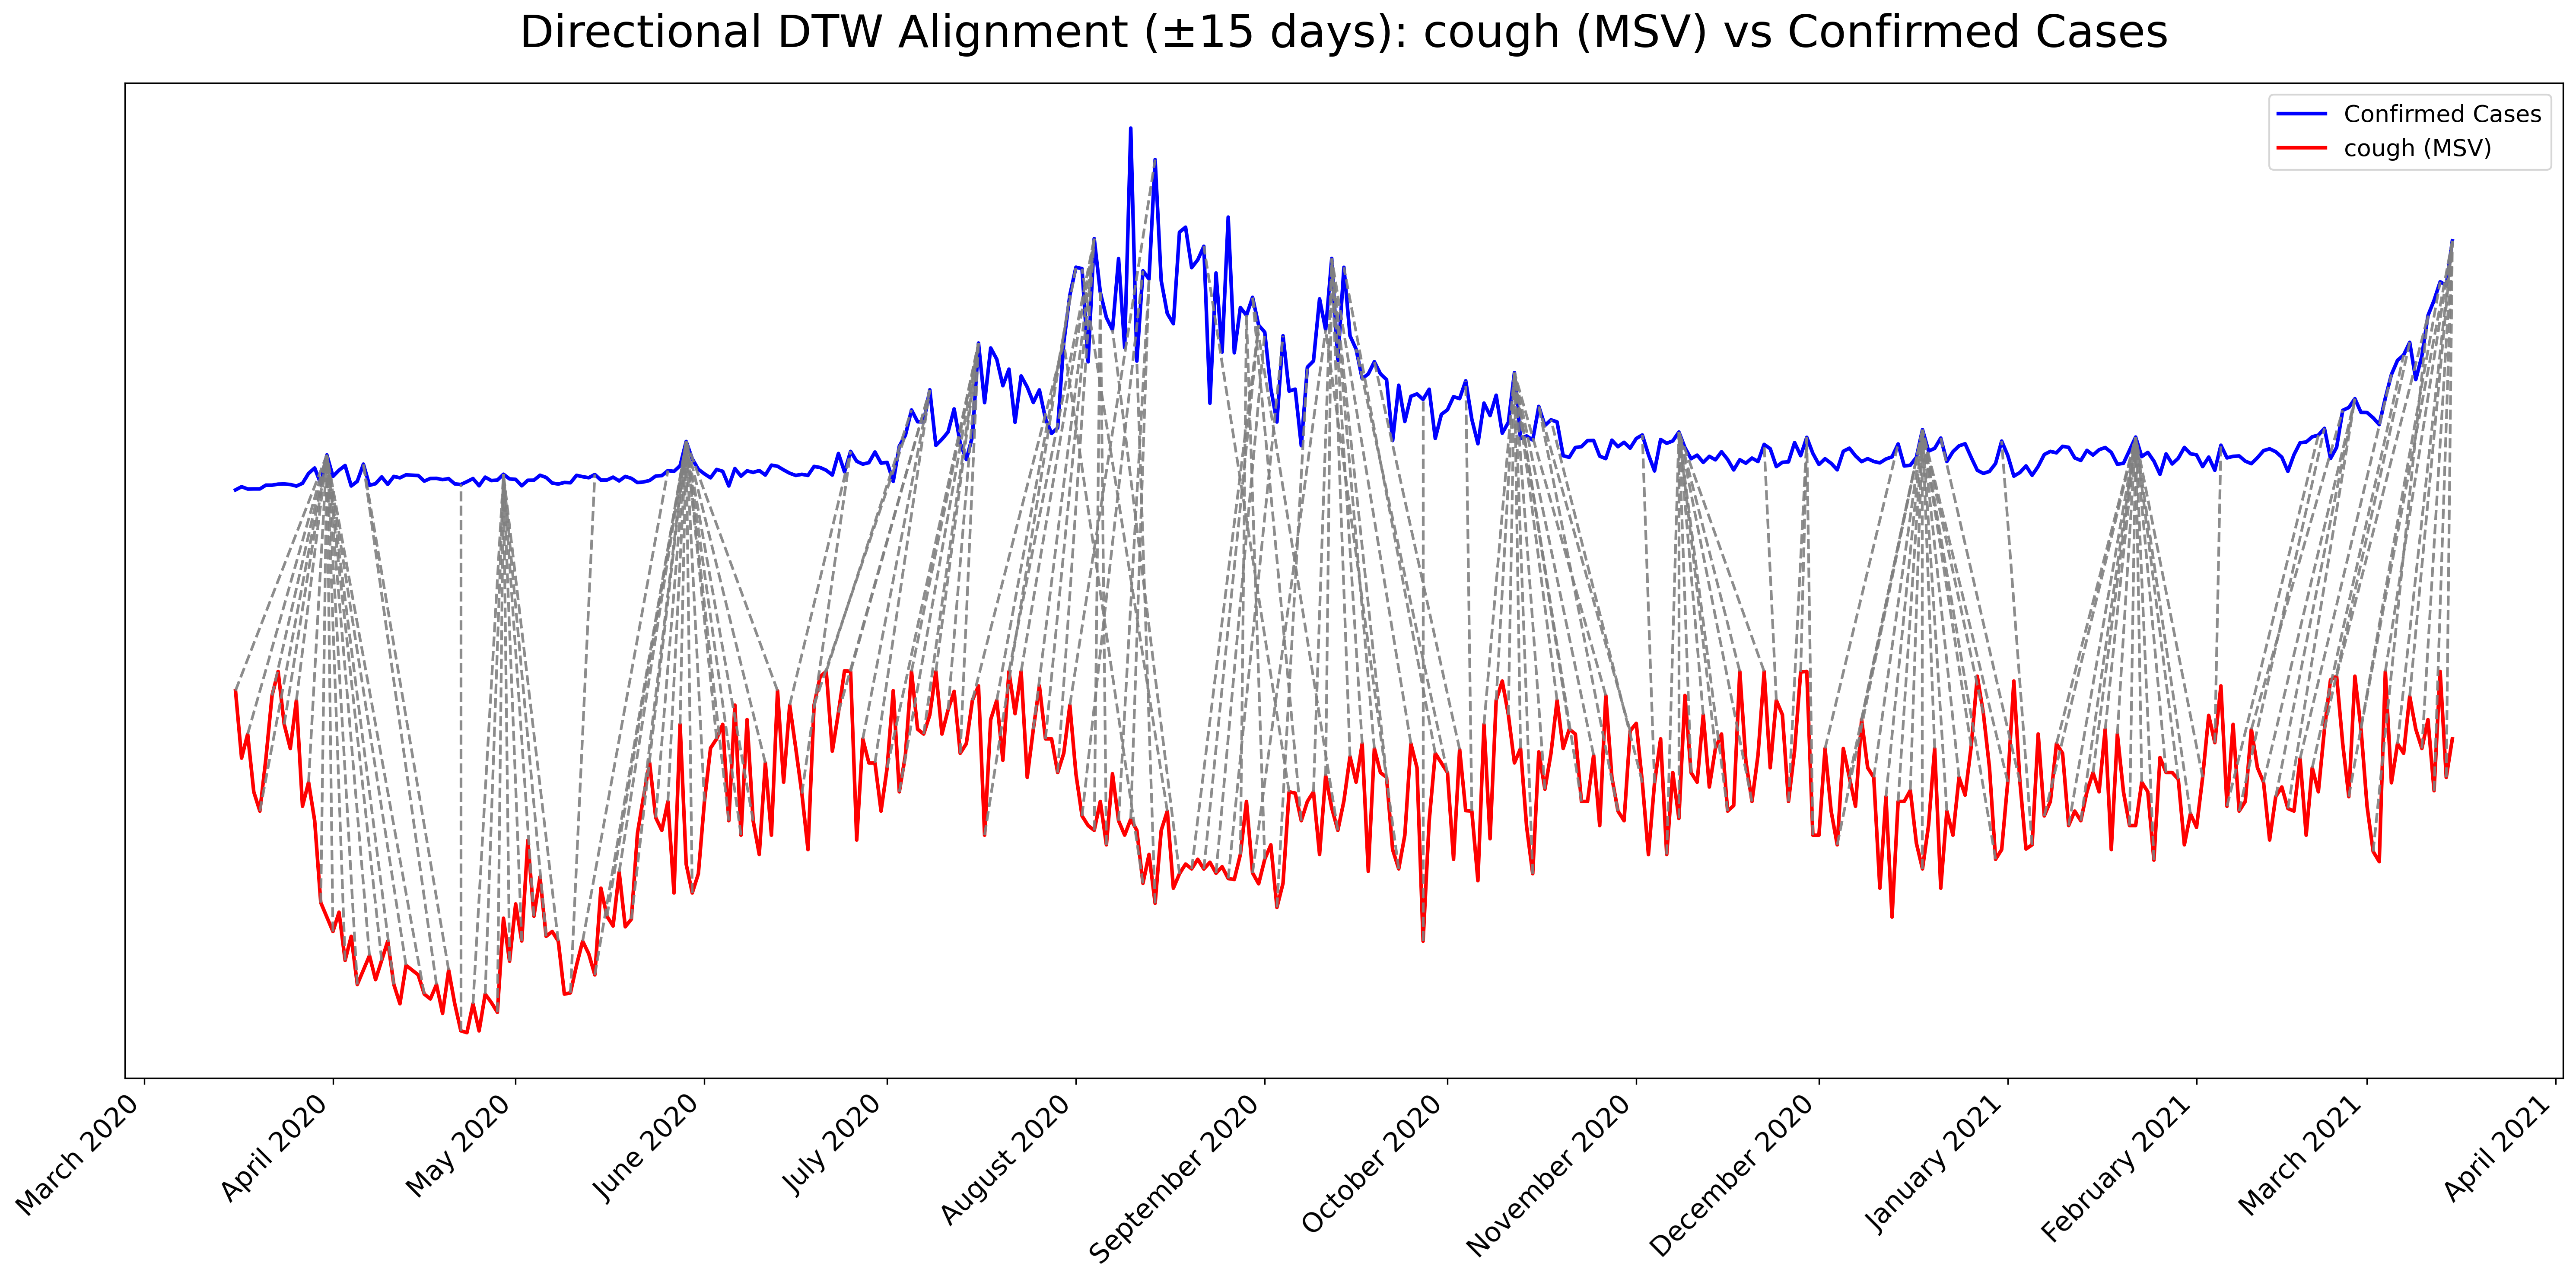 Directional DTW Alignment (±15 days): cough (MSV) vs Confirmed Cases
Confirmed Cases
cough (MSV)
March 2020
April 2020
May 2020
June 2020
July 2020
August 2020
September 2020
October 2020
November 2020
December 2020
January 2021
February 2021
March 2021
April 2021